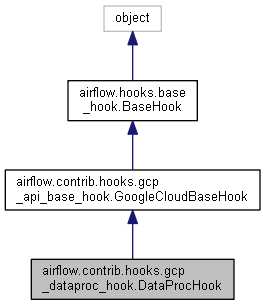 object
airflow.hooks.base
_hook.BaseHook
airflow.contrib.hooks.gcp
_api_base_hook.GoogleCloudBaseHook
airflow.contrib.hooks.gcp
_dataproc_hook.DataProcHook